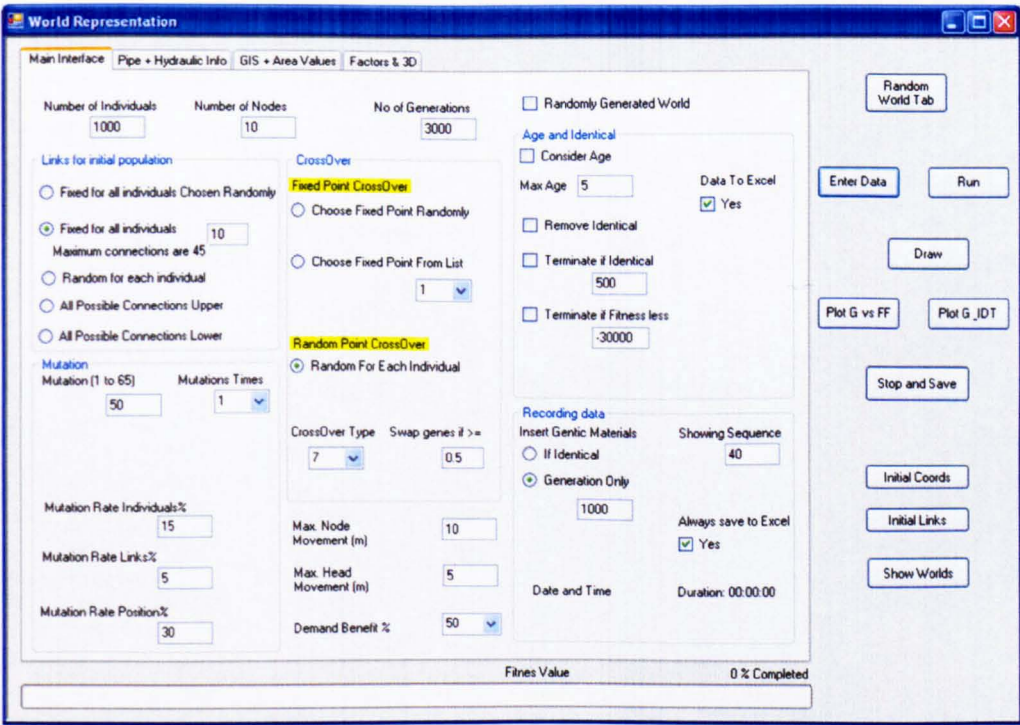 World Representation
Main Interface
Pipe + Hydraulic Info
GIS + Area Values
Factors & 3D
Number of Individuals
1000
Number of Nodes
10
No of Generations
3000
Links for initial population
Fixed for all individuals Chosen Randomly
Fixed for all individuals
10
Maximum connections are 45
Random for each individual
All Possible Connections Upper
All Possible Connections Lower
Mutation
Mutation (1 to 65)
50
Mutations Times
1
Mutation Rate Individuals%
15
Mutation Rate Links%
5
Mutation Rate Position%
30
CrossOver
Fixed Point CrossOver
Choose Fixed Point Randomly
Choose Fixed Point From List
1
Random Point CrossOver
Random For Each Individual
CrossOver Type
7
Swap genes if >=
0.5
Max. Node
Movement (m)
10
Max. Head
Movement (m)
5
Demand Benefit %
50
Randomly Generated World
Age and Identical
Consider Age
Max Age
5
Data To Excel
Yes
Remove Identical
Terminate if Identical
500
Terminate if Fitness less
-30000
Recording data
Insert Gentic Materials
If Identical
Generation Only
1000
Showing Sequence
40
Always save to Excel
Yes
Date and Time
Duration: 00:00:00
Fitnes Value
0 % Completed
Random
World Tab
Enter Data
Run
Draw
Plot G vs FF
Plot G_IDT
Stop and Save
Initial Coords
Initial Links
Show Worlds